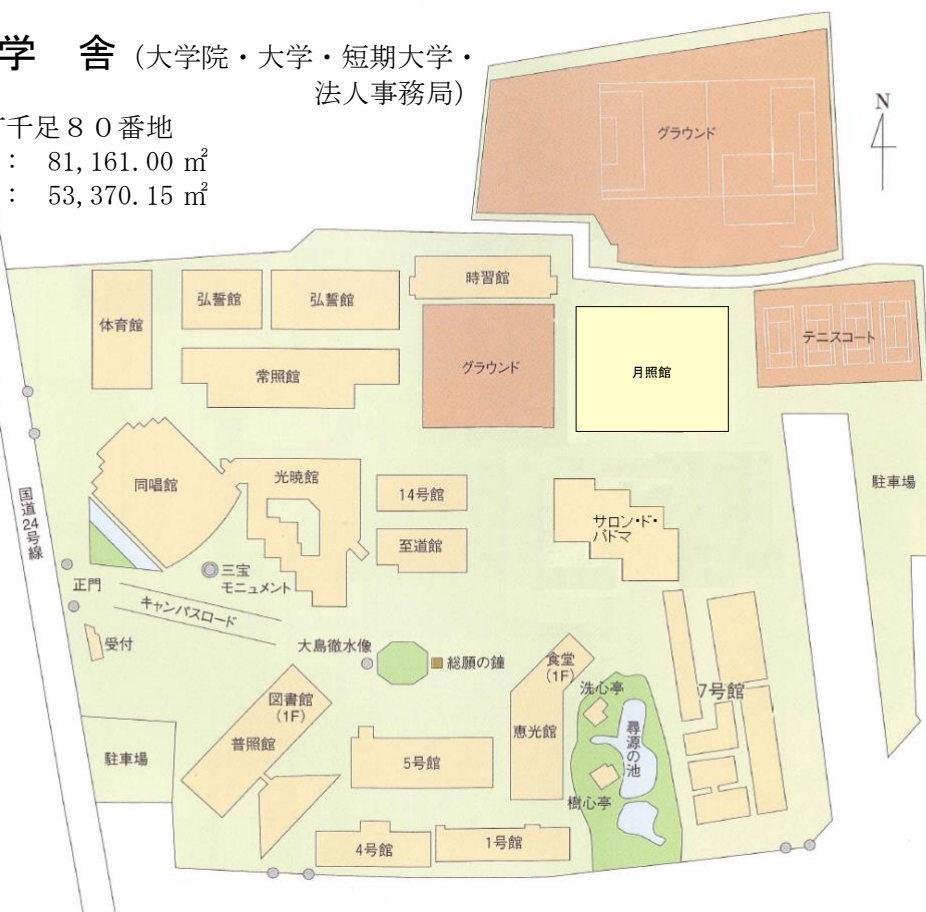 学 舎 (大学院・大学・短期大学・
法人事務局)
千足８０番地
： 81,161.00 ㎡
： 53,370.15 ㎡
グラウンド
N
時習館
弘誓館
弘誓館
体育館
常照館
グラウンド
月照館
テニスコート
同唱館
光暁館
14号館
至道館
サロン・ド・
パドマ
駐車場
国道24号線
三宝
モニュメント
正門
キャンパスロード
受付
大島徹水像
総願の鐘
食堂
(1F)
洗心亭
7号館
図書館
(1F)
普照館
恵光館
尋源の池
駐車場
5号館
樹心亭
4号館
1号館